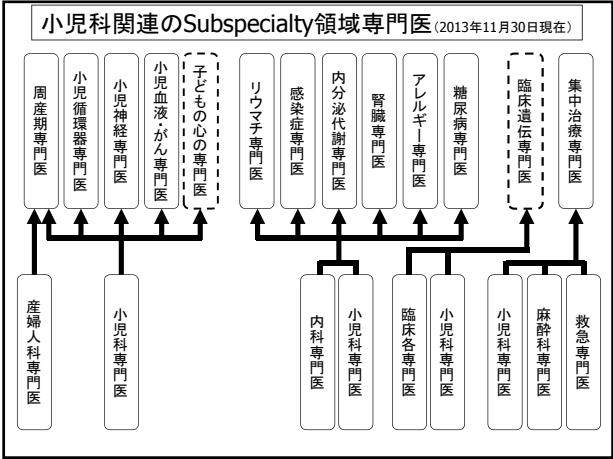 小児科関連のSubspecialty領域専門医(2013年11月30日現在)
周産期専門医
小児循環器専門医
小児神経専門医
小児血液・がん専門医
子どもの心の専門医
リウマチ専門医
感染症専門医
内分泌代謝専門医
腎臓専門医
アレルギー専門医
糖尿病専門医
臨床遺伝専門医
集中治療専門医
産婦人科専門医
小児科専門医
内科専門医
小児科専門医
臨床各専門医
小児科専門医
小児科専門医
麻酔科専門医
救急専門医